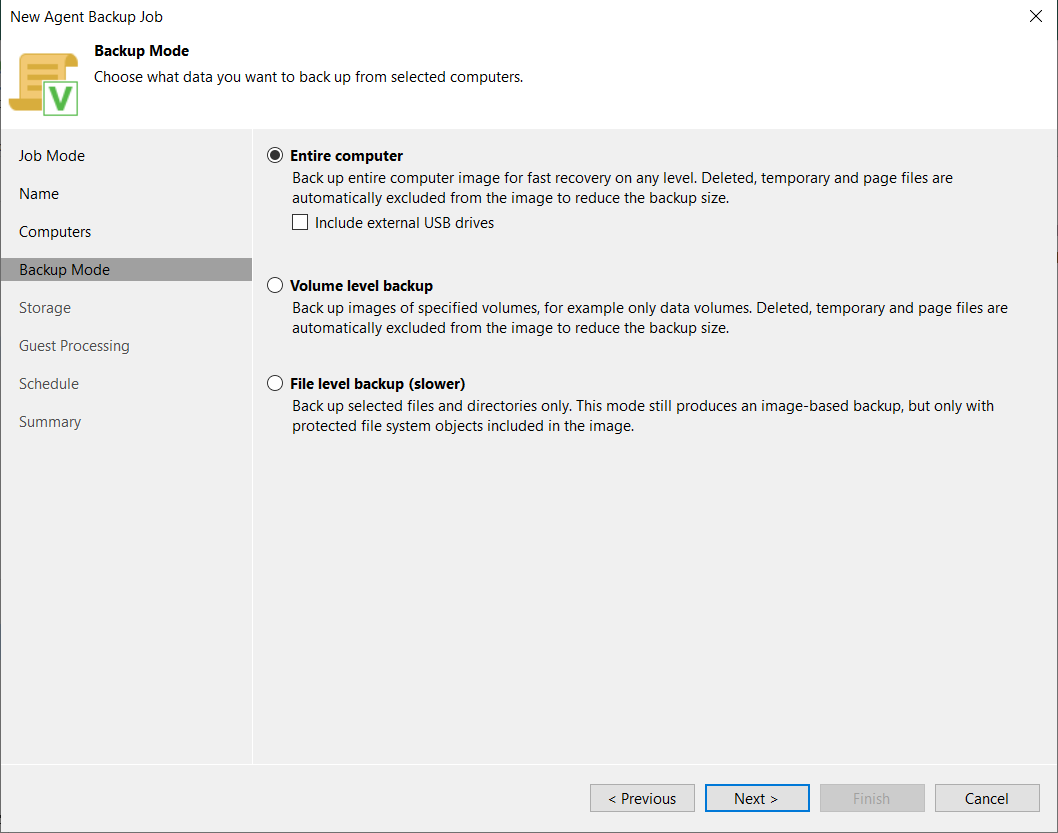 New Agent Backup Job
Backup Mode
Choose what data you want to back up from selected computers.
V
Job Mode
Name
Computers
Backup Mode
Storage
Guest Processing
Schedule
Summary
Entire computer
Back up entire computer image for fast recovery on any level. Deleted, temporary and page files are
automatically excluded from the image to reduce the backup size.
Include external USB drives
Volume level backup
Back up images of specified volumes, for example only data volumes. Deleted, temporary and page files are
automatically excluded from the image to reduce the backup size.
File level backup (slower)
Back up selected files and directories only. This mode still produces an image-based backup, but only with
protected file system objects included in the image.
< Previous
Next >
Finish
Cancel